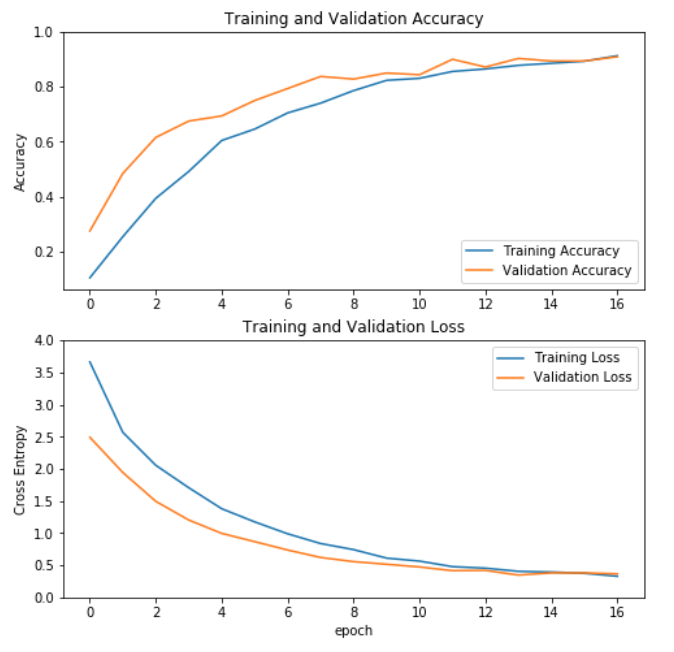 Training and Validation Accuracy
1.0
0.8
0.6
0.4
0.2
Accuracy
Training Accuracy
Validation Accuracy
0 2 4 6 8 10 12 14 16
Training and Validation Loss
4.0
3.5
3.0
2.5
2.0
1.5
1.0
0.5
0.0
Cross Entropy
Training Loss
Validation Loss
0 2 4 6 8 10 12 14 16
epoch